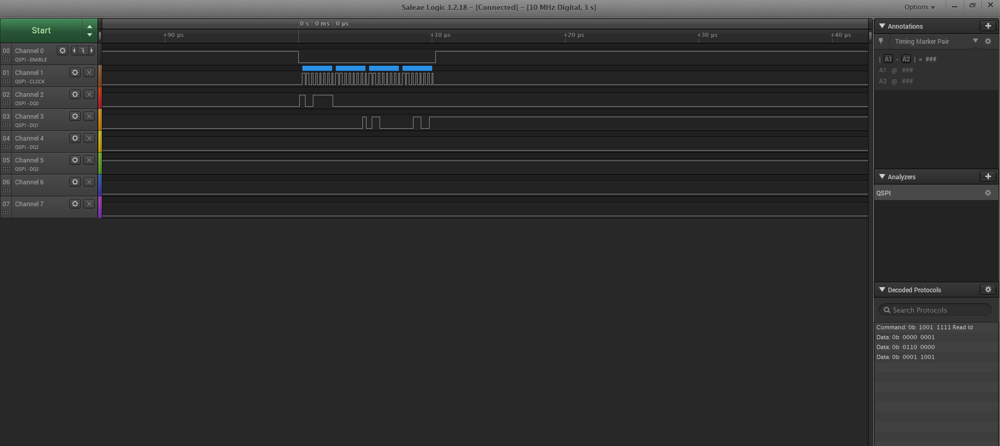 Saleae Logic 1.2.18 – [Connected] – [10 MHz Digital, 3 s]
Options
Start
0 s : 0 ms : 0 µs
+90 µs +10 µs +20 µs +30 µs +40 µs
00 Channel 0
QSPI - ENABLE
01 Channel 1
QSPI - CLOCK
02 Channel 2
QSPI - DQ0
03 Channel 3
QSPI - DQ1
04 Channel 4
QSPI - DQ2
05 Channel 5
QSPI - DQ3
06 Channel 6
07 Channel 7
Annotations
Timing Marker Pair
| A1 - A2 | = ###
A1 @ ###
A2 @ ###
Analyzers
QSPI
Decoded Protocols
Search Protocols
Command: 0b 1001 1111 Read Id
Data: 0b 0000 0001
Data: 0b 0110 0000
Data: 0b 0001 1001